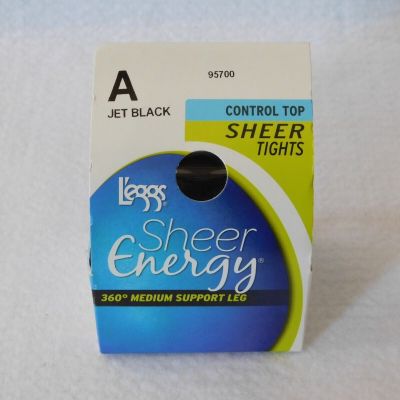 A
95700
JET BLACK
CONTROL TOP
SHEER
TIGHTS
L'eggs®
Sheer
Energy®
360° MEDIUM SUPPORT LEG